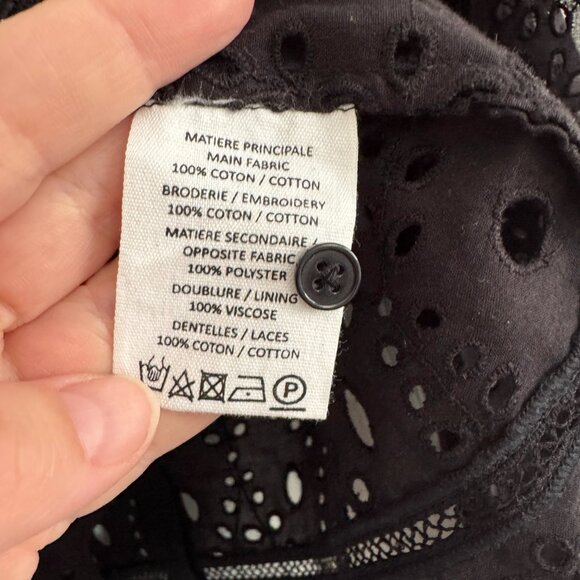 MATIERE PRINCIPALE
MAIN FABRIC
100% COTON / COTTON
BRODERIE / EMBROIDERY
100% COTON / COTTON
MATIERE SECONDAIRE /
OPPOSITE FABRIC
100% POLYSTER
DOUBLURE / LINING
100% VISCOSE
DENTELLES / LACES
100% COTON / COTTON
P